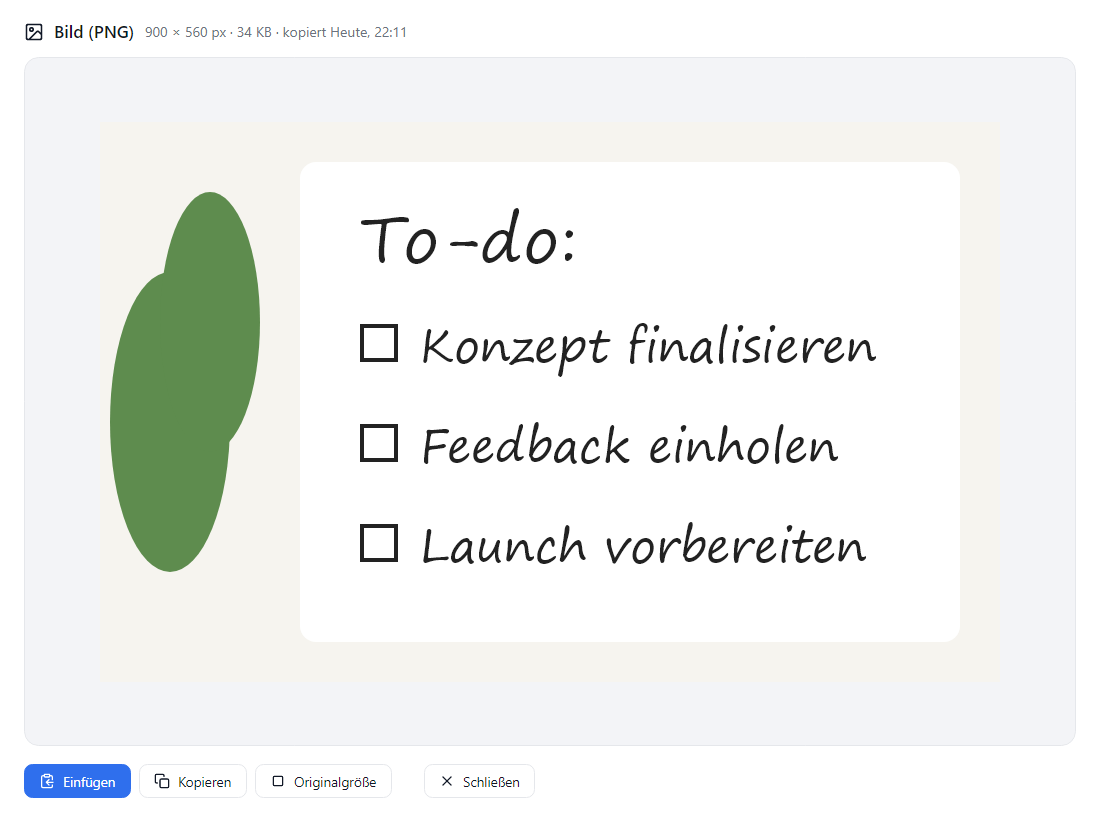 Bild (PNG) 900 × 560 px · 34 KB · kopiert Heute, 22:11
To-do:
Konzept finalisieren
Feedback einholen
Launch vorbereiten
Einfügen Kopieren Originalgröße Schließen